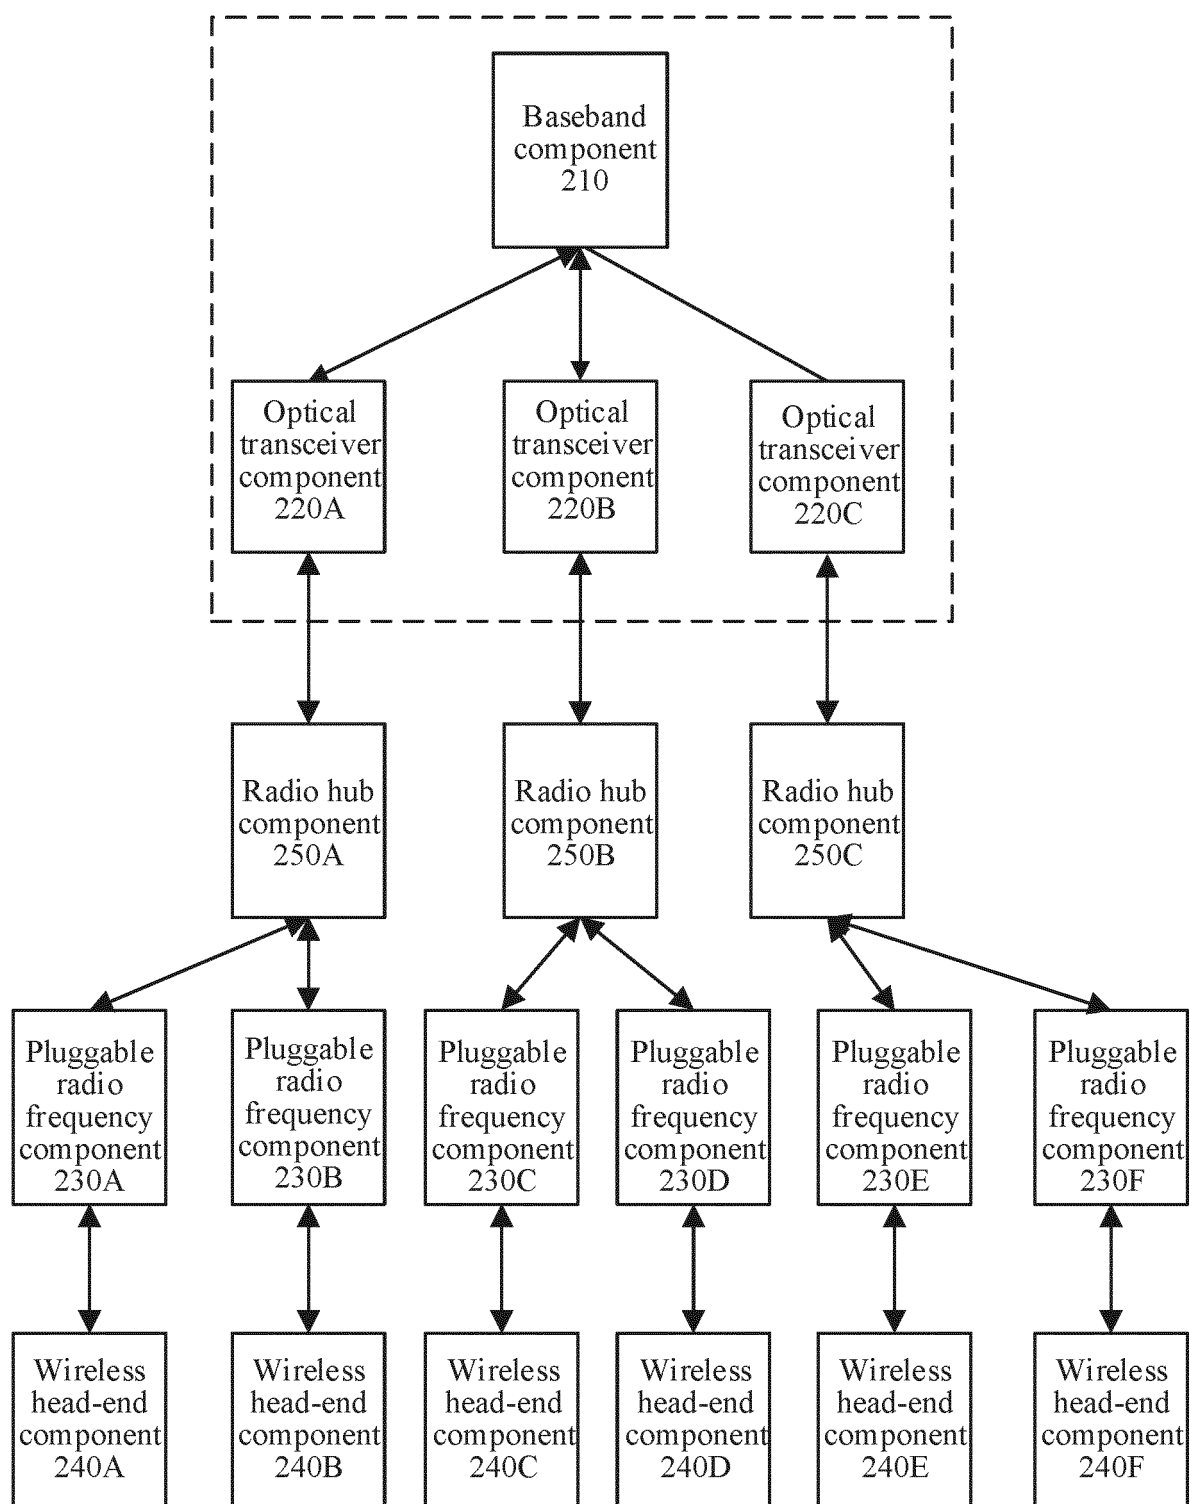 Baseband
component
210
Optical
transceiver
component
220A
Optical
transceiver
component
220B
Optical
transceiver
component
220C
Radio hub
component
250A
Radio hub
component
250B
Radio hub
component
250C
Pluggable
radio
frequency
component
230A
Pluggable
radio
frequency
component
230B
Pluggable
radio
frequency
component
230C
Pluggable
radio
frequency
component
230D
Pluggable
radio
frequency
component
230E
Pluggable
radio
frequency
component
230F
Wireless
head-end
component
240A
Wireless
head-end
component
240B
Wireless
head-end
component
240C
Wireless
head-end
component
240D
Wireless
head-end
component
240E
Wireless
head-end
component
240F